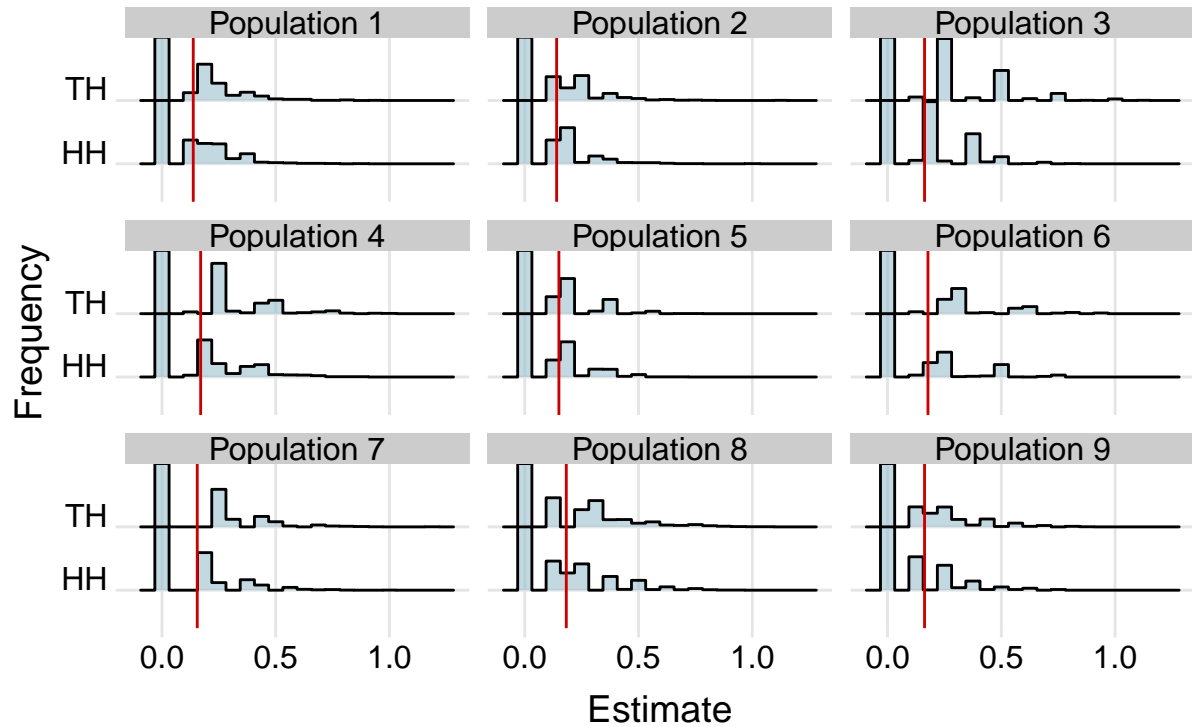 Population 1 Population 2 Population 3
TH
HH
Population 4 Population 5 Population 6
TH
HH
Frequency
Population 7 Population 8 Population 9
TH
HH
0.0 0.5 1.0 0.0 0.5 1.0 0.0 0.5 1.0
Estimate